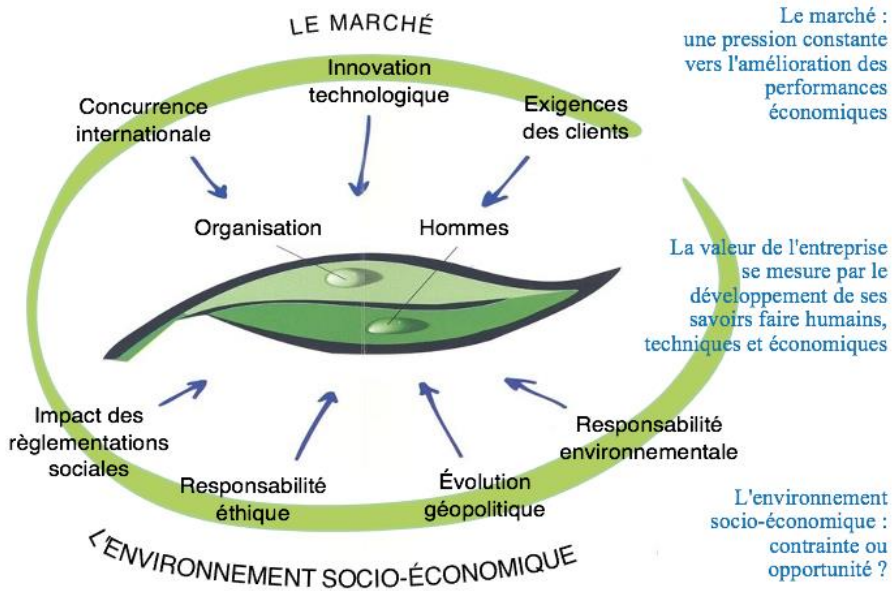 LE MARCHÉ
Innovation
technologique
Concurrence
internationale
Exigences
des clients
Organisation
Hommes
Impact des
règlementations
sociales
Responsabilité
éthique
Évolution
géopolitique
Responsabilité
environnementale
L'ENVIRONNEMENT SOCIO-ÉCONOMIQUE
Le marché :
une pression constante
vers l'amélioration des
performances
économiques
La valeur de l'entreprise
se mesure par le
développement de ses
savoirs faire humains,
techniques et économiques
L'environnement
socio-économique :
contrainte ou
opportunité ?